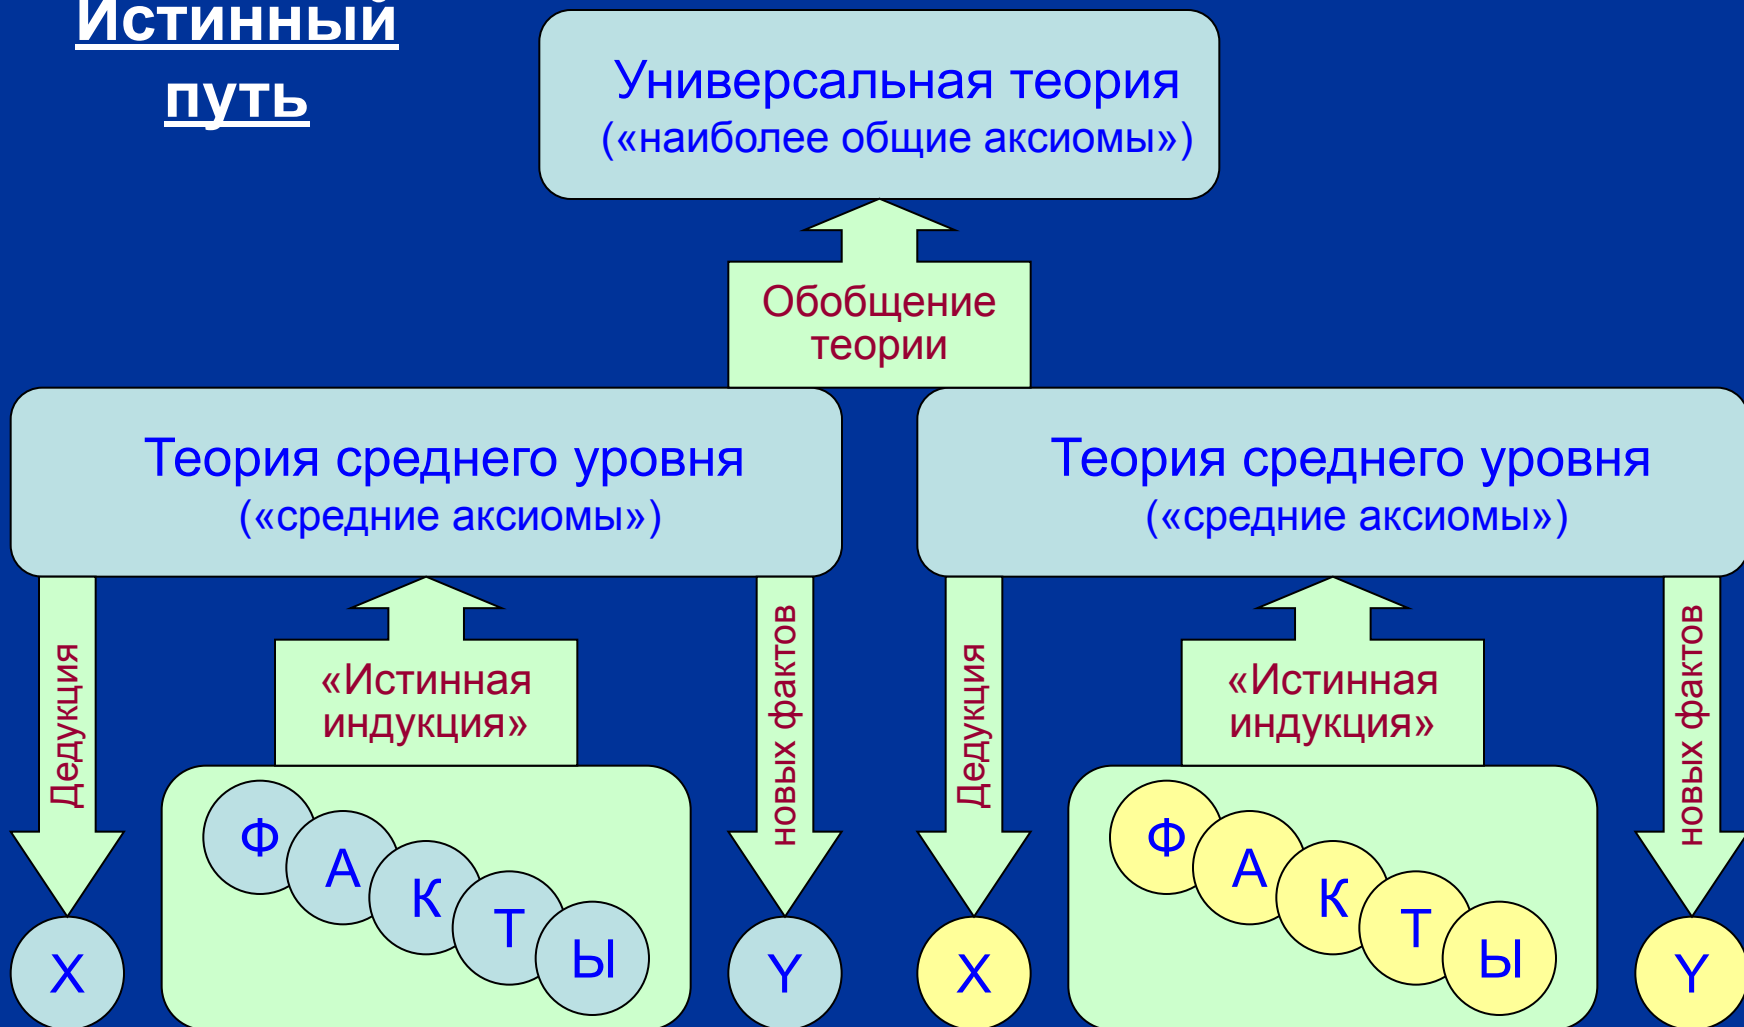 Истинный
путь
Универсальная теория
(«наиболее общие аксиомы»)
Обобщение
теории
Теория среднего уровня
(«средние аксиомы»)
Теория среднего уровня
(«средние аксиомы»)
Дедукция
«Истинная
индукция»
новых фактов
Дедукция
«Истинная
индукция»
новых фактов
Ф А К Т Ы
Ф А К Т Ы
X
Y
X
Y